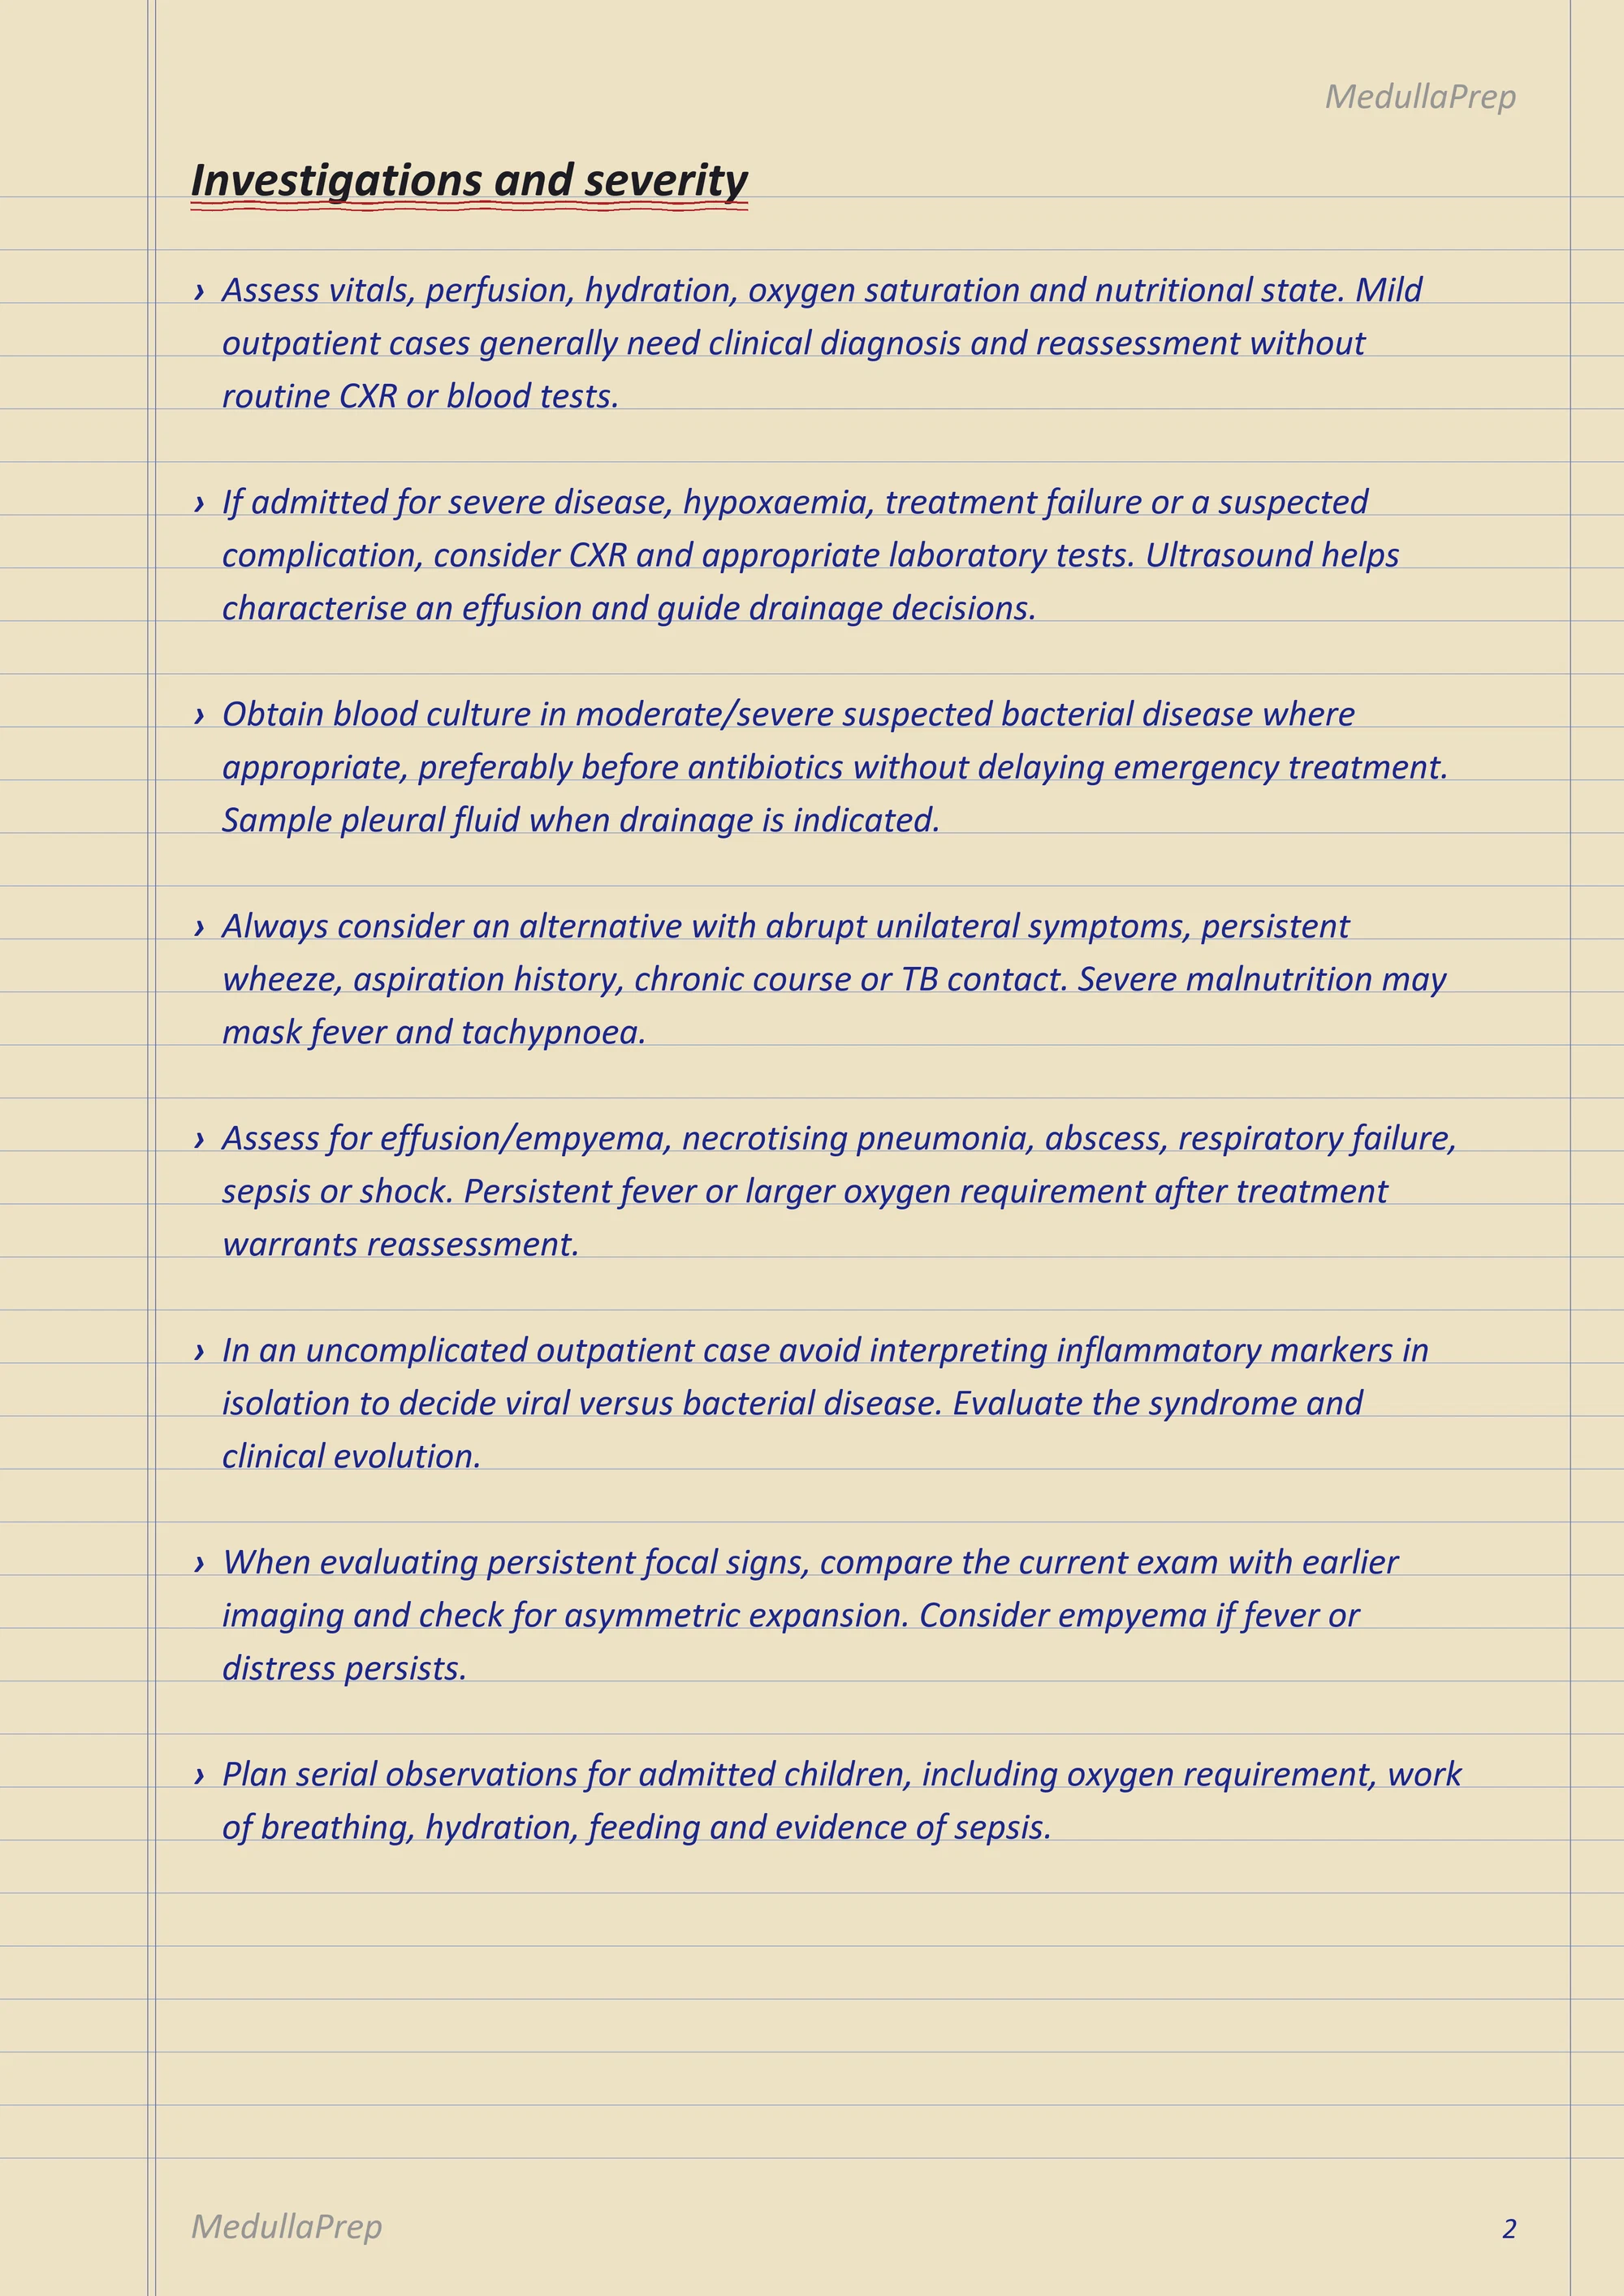 MedullaPrep
Investigations and severity
› Assess vitals, perfusion, hydration, oxygen saturation and nutritional state. Mild
outpatient cases generally need clinical diagnosis and reassessment without
routine CXR or blood tests.
› If admitted for severe disease, hypoxaemia, treatment failure or a suspected
complication, consider CXR and appropriate laboratory tests. Ultrasound helps
characterise an effusion and guide drainage decisions.
› Obtain blood culture in moderate/severe suspected bacterial disease where
appropriate, preferably before antibiotics without delaying emergency treatment.
Sample pleural fluid when drainage is indicated.
› Always consider an alternative with abrupt unilateral symptoms, persistent
wheeze, aspiration history, chronic course or TB contact. Severe malnutrition may
mask fever and tachypnoea.
› Assess for effusion/empyema, necrotising pneumonia, abscess, respiratory failure,
sepsis or shock. Persistent fever or larger oxygen requirement after treatment
warrants reassessment.
› In an uncomplicated outpatient case avoid interpreting inflammatory markers in
isolation to decide viral versus bacterial disease. Evaluate the syndrome and
clinical evolution.
› When evaluating persistent focal signs, compare the current exam with earlier
imaging and check for asymmetric expansion. Consider empyema if fever or
distress persists.
› Plan serial observations for admitted children, including oxygen requirement, work
of breathing, hydration, feeding and evidence of sepsis.
MedullaPrep
2